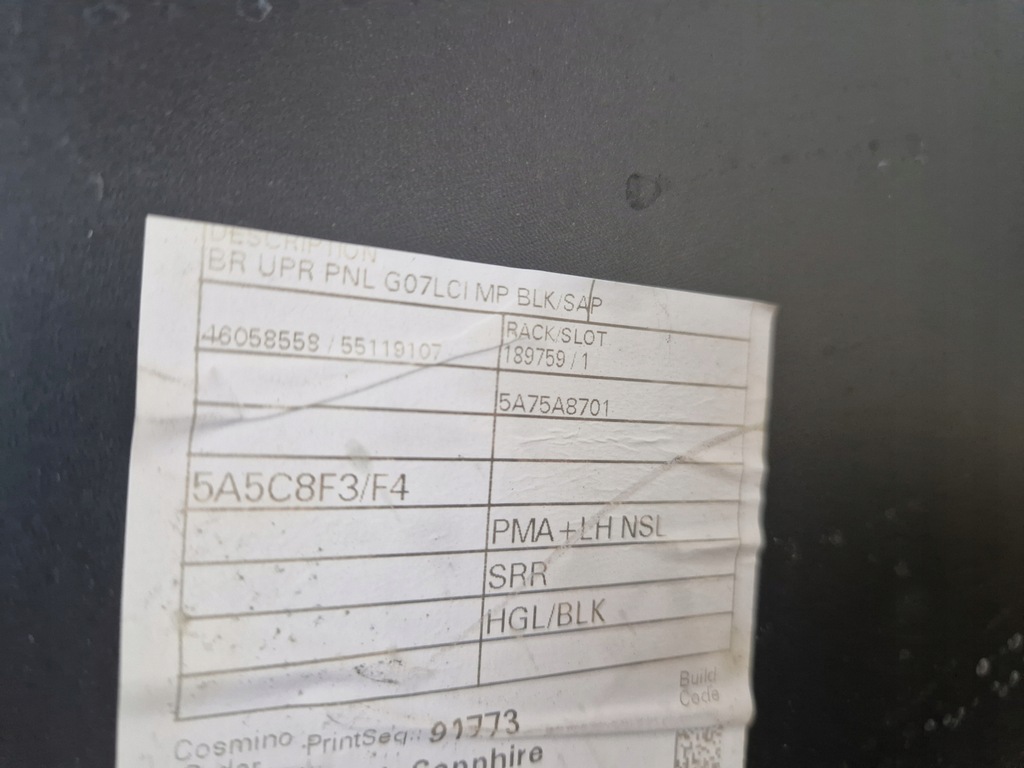 DESCRIPTION
BR UPR PNL G07LCI MP BLK/SAP
46058558 / 55119107
RACK/SLOT
189759 / 1
5A75A8701
5A5C8F3/F4
PMA +LH NSL
SRR
HGL/BLK
Build
Code
Cosmino PrintSeq.: 91773
Sapphire